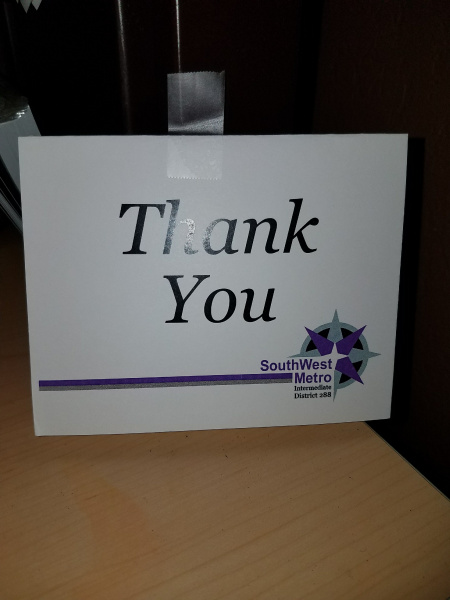 Thank
You
SouthWest
Metro
Intermediate
District 288